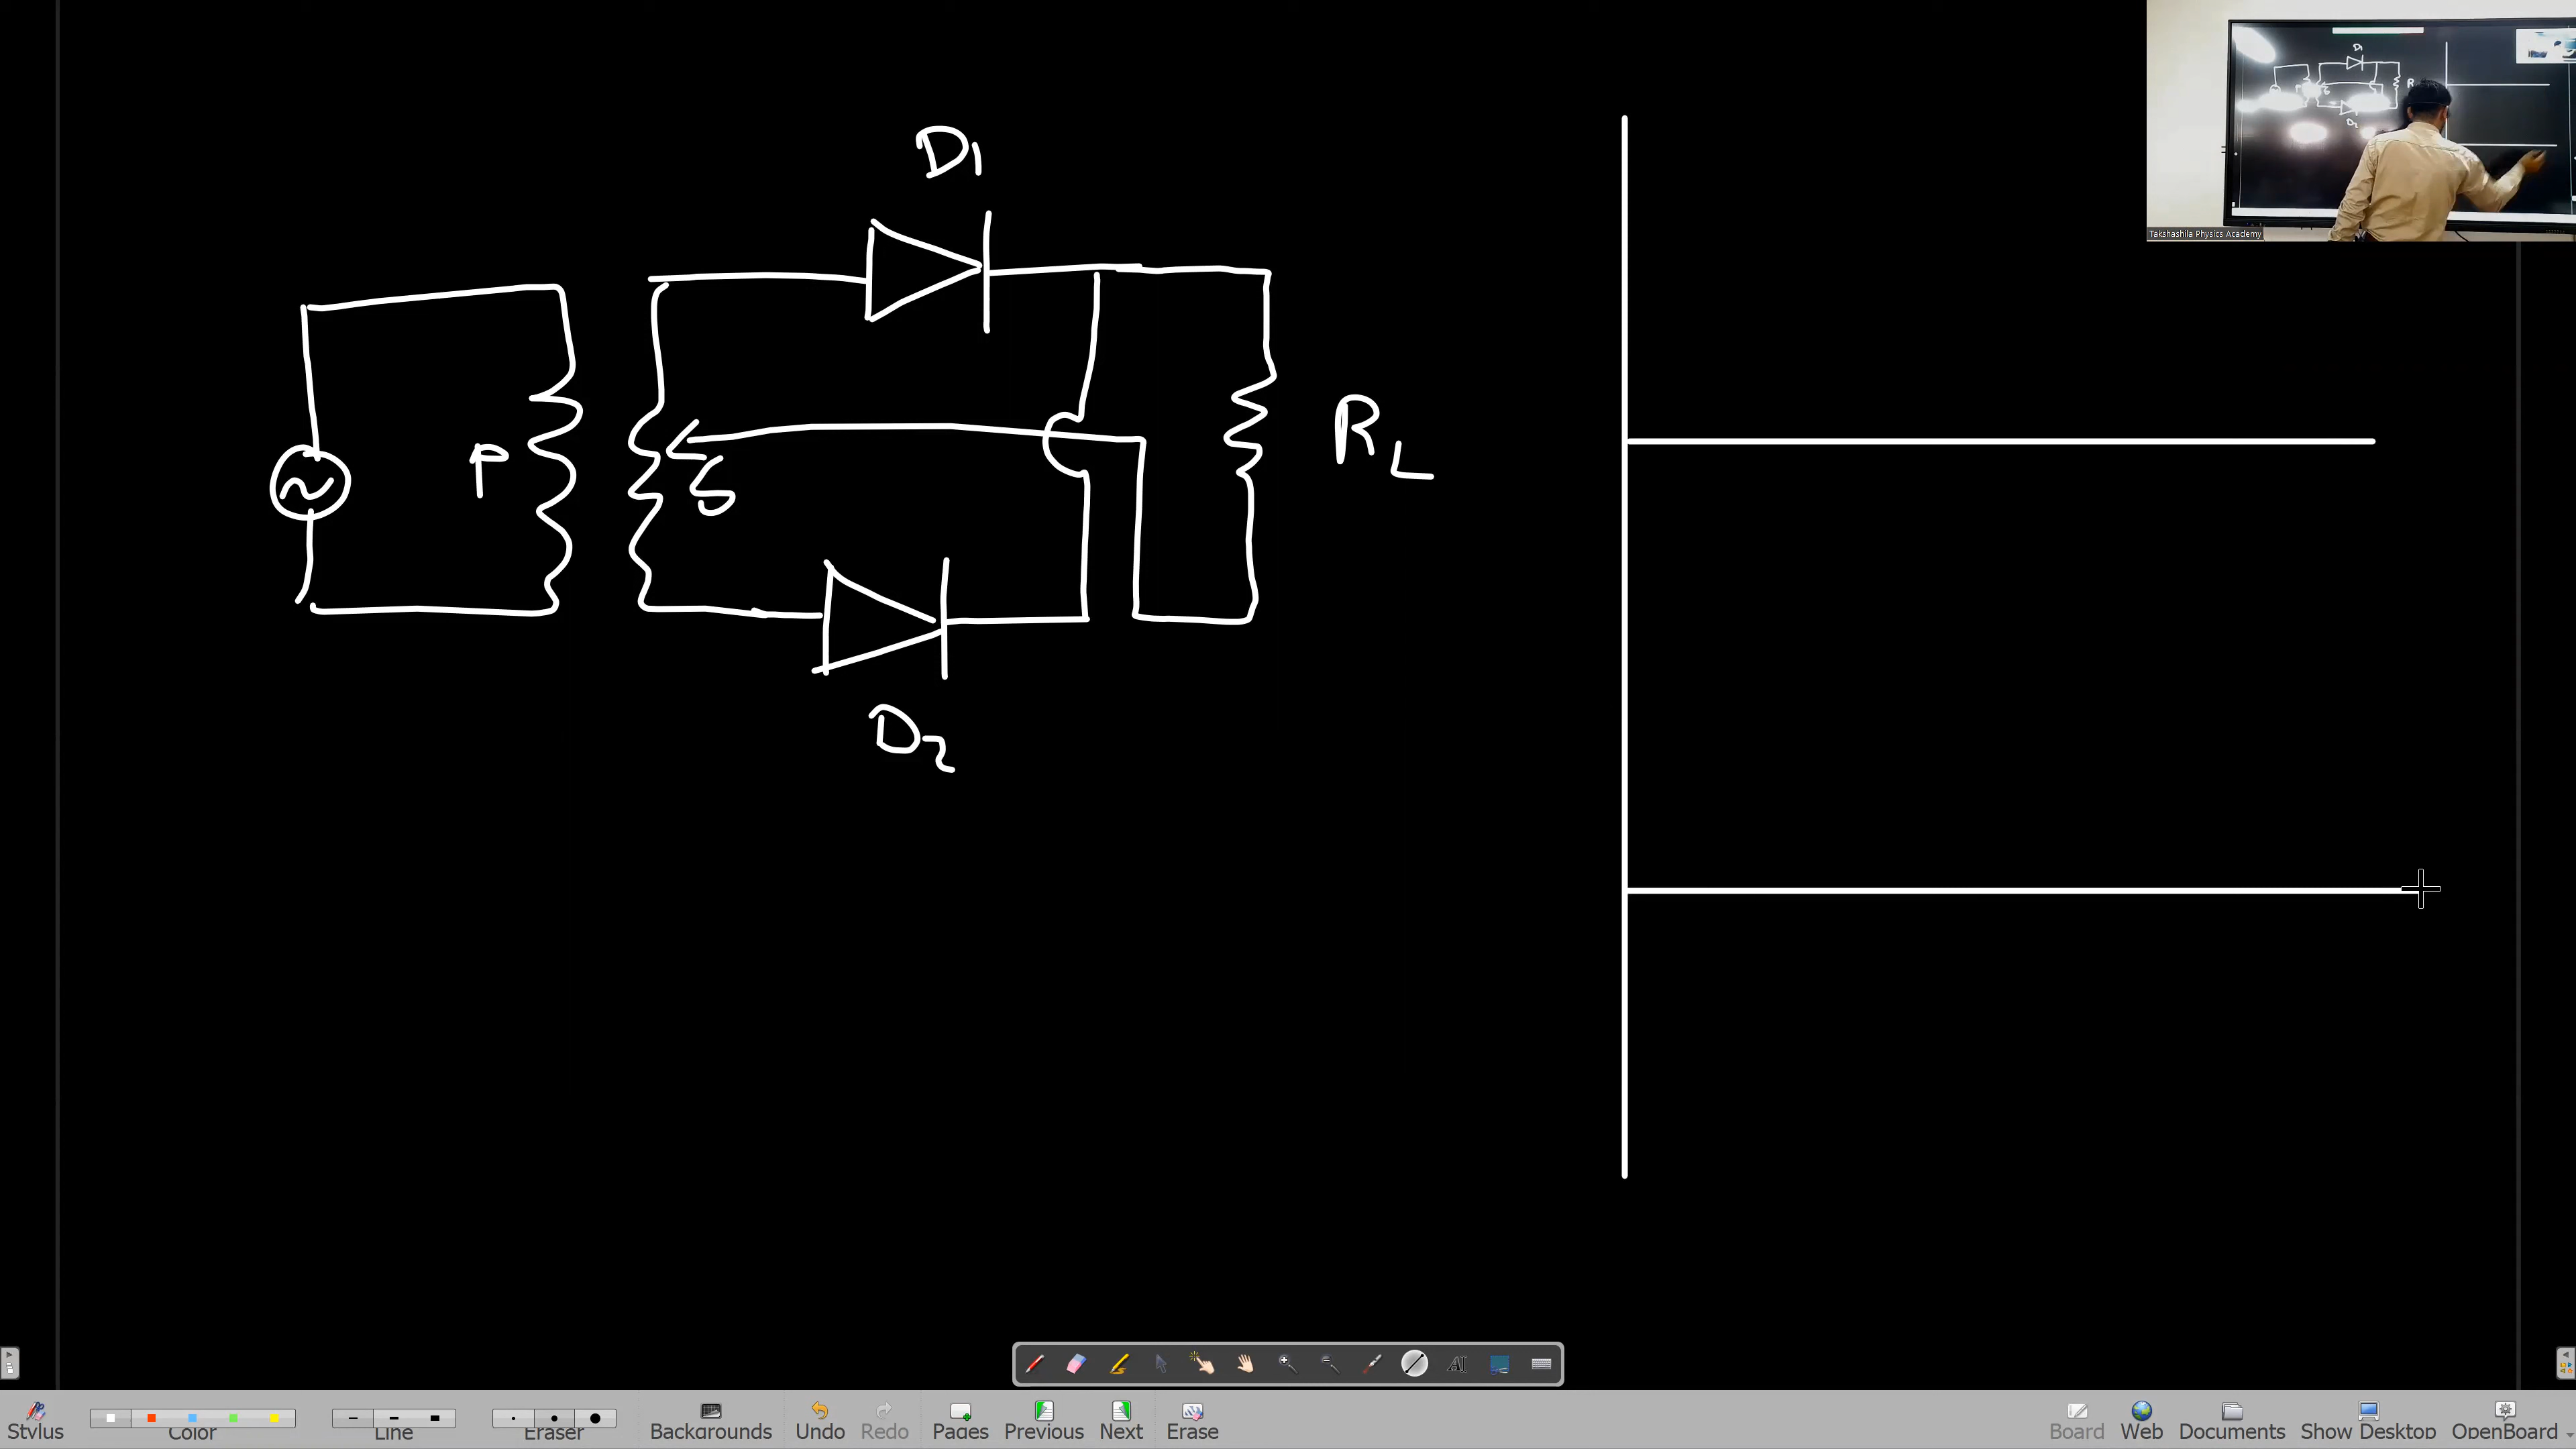 D1
P
S
RL
D2
Takshashila Physics Academy
Stylus
Color
Line
Eraser
Backgrounds
Undo
Redo
Pages
Previous
Next
Erase
Board
Web
Documents
Show Desktop
OpenBoard